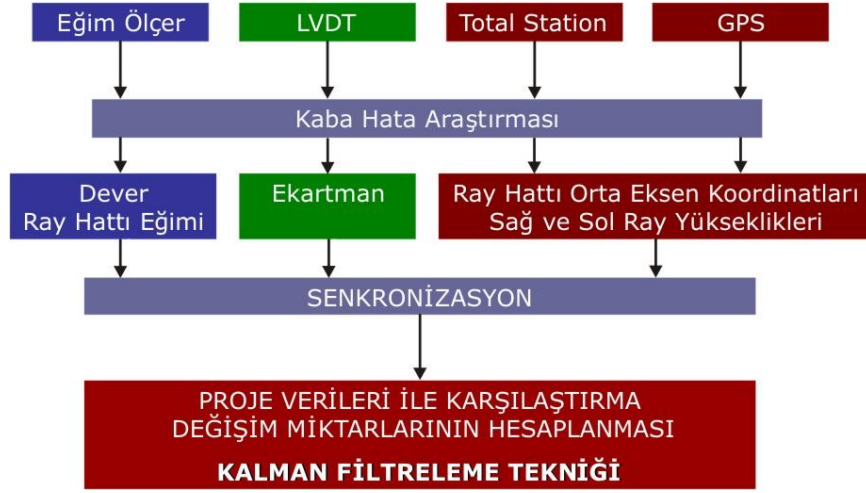 Eğim Ölçer
LVDT
Total Station
GPS
Kaba Hata Araştırması
Dever
Ray Hattı Eğimi
Ekartman
Ray Hattı Orta Eksen Koordinatları
Sağ ve Sol Ray Yükseklikleri
SENKRONİZASYON
PROJE VERİLERİ İLE KARŞILAŞTIRMA
DEĞİŞİM MİKTARLARININ HESAPLANMASI
KALMAN FİLTRELEME TEKNİĞİ